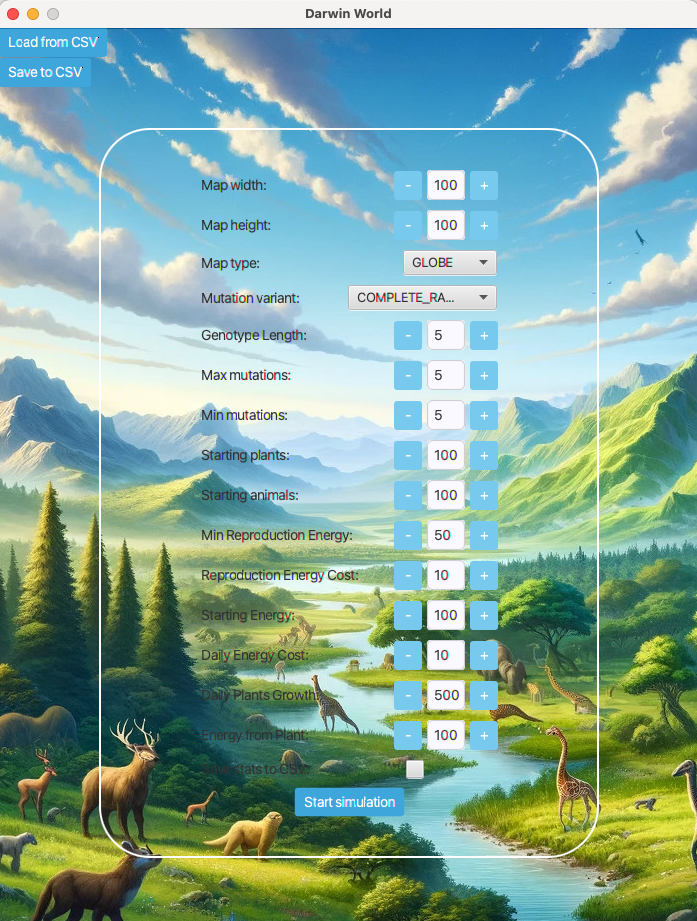 Darwin World
Load from CSV
Save to CSV
Map width: - 100 +
Map height: - 100 +
Map type: GLOBE
Mutation variant: COMPLETE_RA...
Genotype Length: - 5 +
Max mutations: - 5 +
Min mutations: - 5 +
Starting plants: - 100 +
Starting animals: - 100 +
Min Reproduction Energy: - 50 +
Reproduction Energy Cost: - 10 +
Starting Energy: - 100 +
Daily Energy Cost: - 10 +
Daily Plants Growth: - 500 +
Energy from Plant: - 100 +
Save stats to CSV:
Start simulation